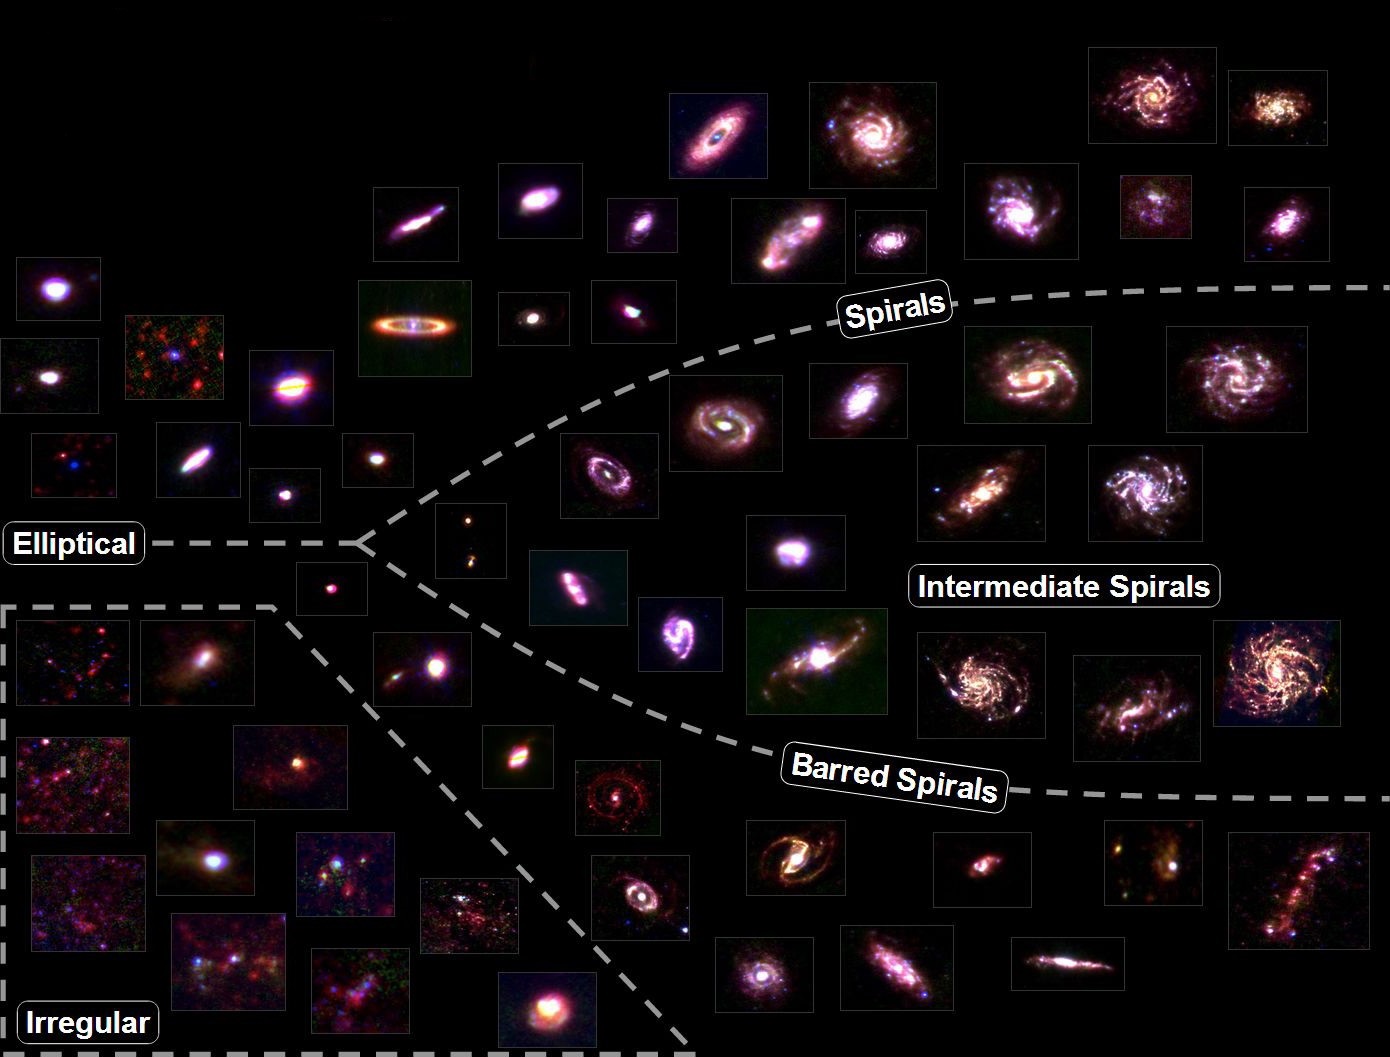 Spirals
Elliptical
Intermediate Spirals
Barred Spirals
Irregular